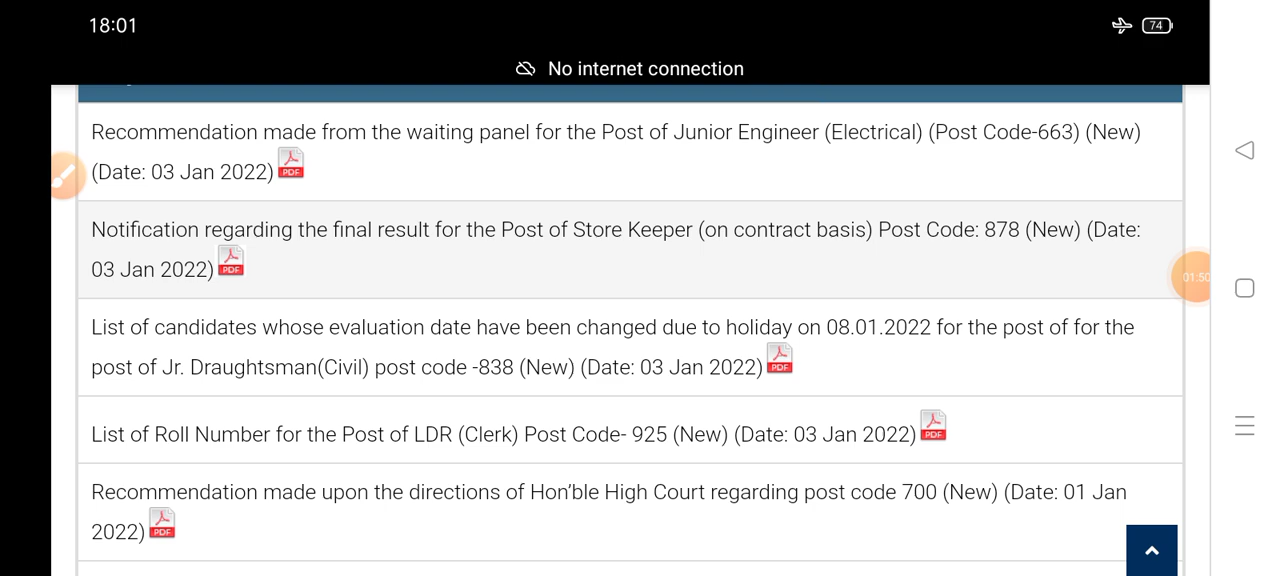 18:01
74
No internet connection
Recommendation made from the waiting panel for the Post of Junior Engineer (Electrical) (Post Code-663) (New)
(Date: 03 Jan 2022) PDF
Notification regarding the final result for the Post of Store Keeper (on contract basis) Post Code: 878 (New) (Date:
03 Jan 2022) PDF
01:50
List of candidates whose evaluation date have been changed due to holiday on 08.01.2022 for the post of for the
post of Jr. Draughtsman(Civil) post code -838 (New) (Date: 03 Jan 2022) PDF
List of Roll Number for the Post of LDR (Clerk) Post Code- 925 (New) (Date: 03 Jan 2022) PDF
Recommendation made upon the directions of Hon’ble High Court regarding post code 700 (New) (Date: 01 Jan
2022) PDF